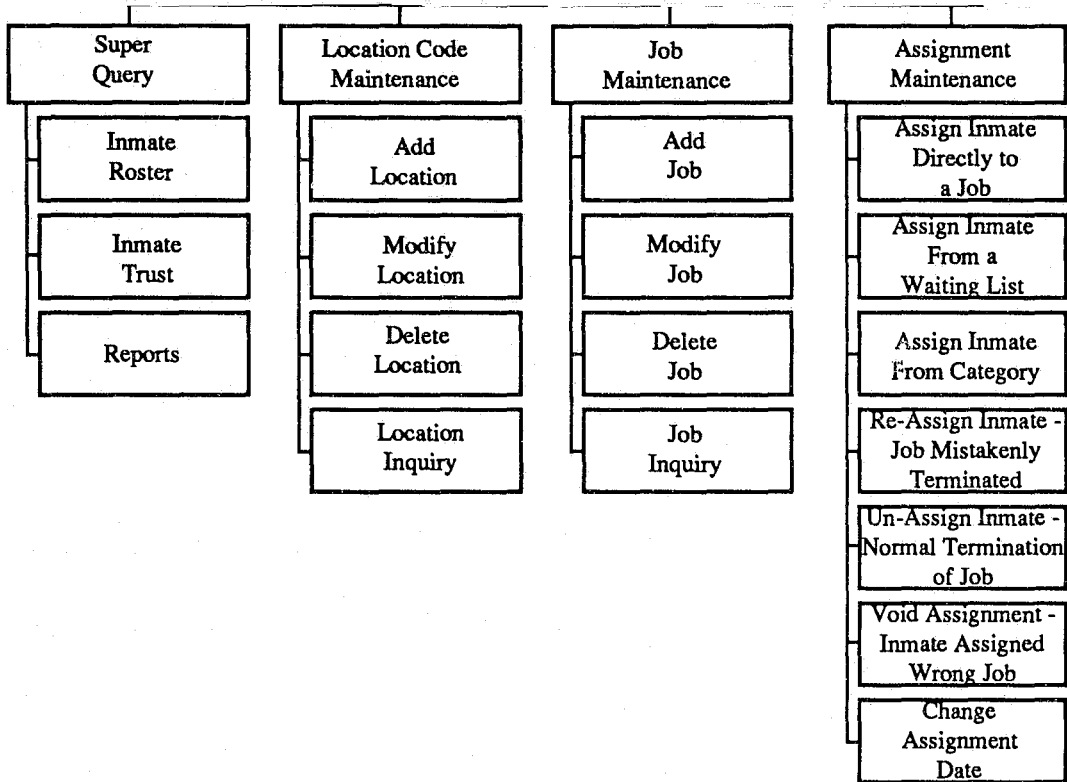 Super
Query
Inmate
Roster
Inmate
Trust
Reports
Location Code
Maintenance
Add
Location
Modify
Location
Delete
Location
Location
Inquiry
Job
Maintenance
Add
Job
Modify
Job
Delete
Job
Job
Inquiry
Assignment
Maintenance
Assign Inmate
Directly to
a Job
Assign Inmate
From a
Waiting List
Assign Inmate
From Category
Re-Assign Inmate -
Job Mistakenly
Terminated
Un-Assign Inmate -
Normal Termination
of Job
Void Assignment -
Inmate Assigned
Wrong Job
Change
Assignment
Date